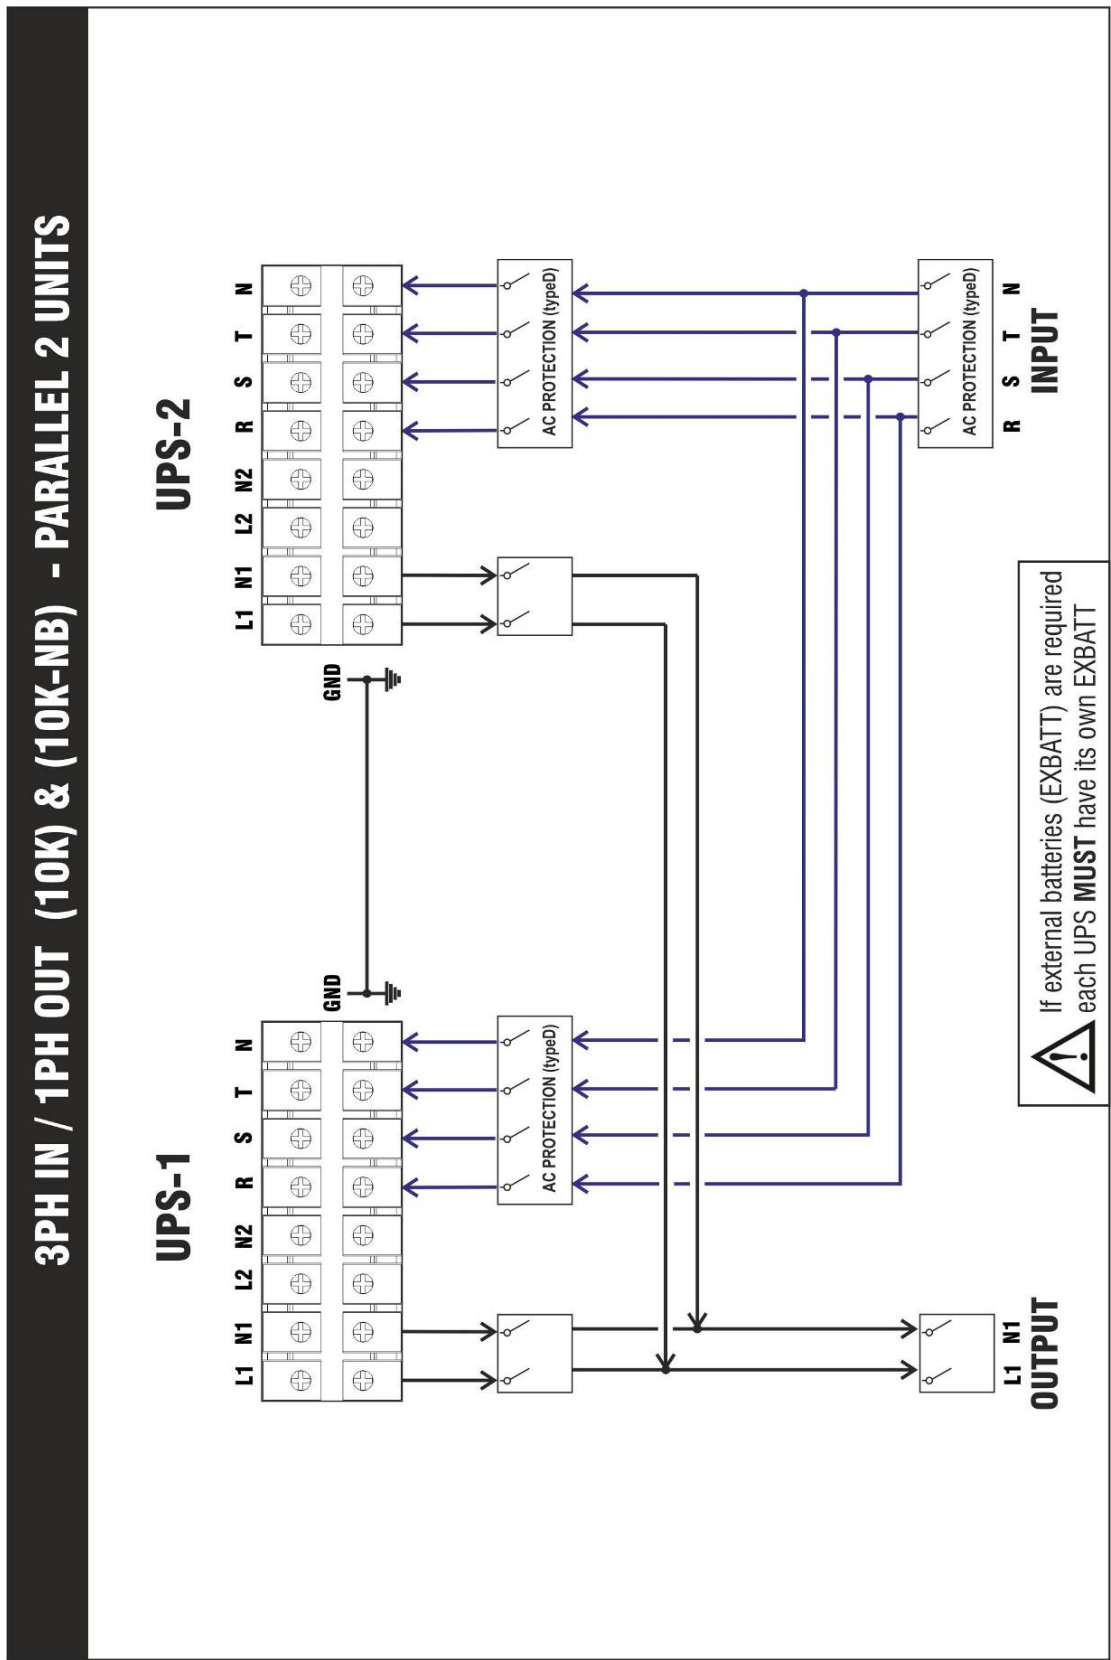 3PH IN / 1PH OUT (10K) & (10K-NB) - PARALLEL 2 UNITS
UPS-1
UPS-2
L1 N1 L2 N2 R S T N
GND
GND
L1 N1 L2 N2 R S T N
AC PROTECTION (typeD)
AC PROTECTION (typeD)
AC PROTECTION (typeD)
L1 N1
OUTPUT
R S T N
INPUT
If external batteries (EXBATT) are required
each UPS MUST have its own EXBATT